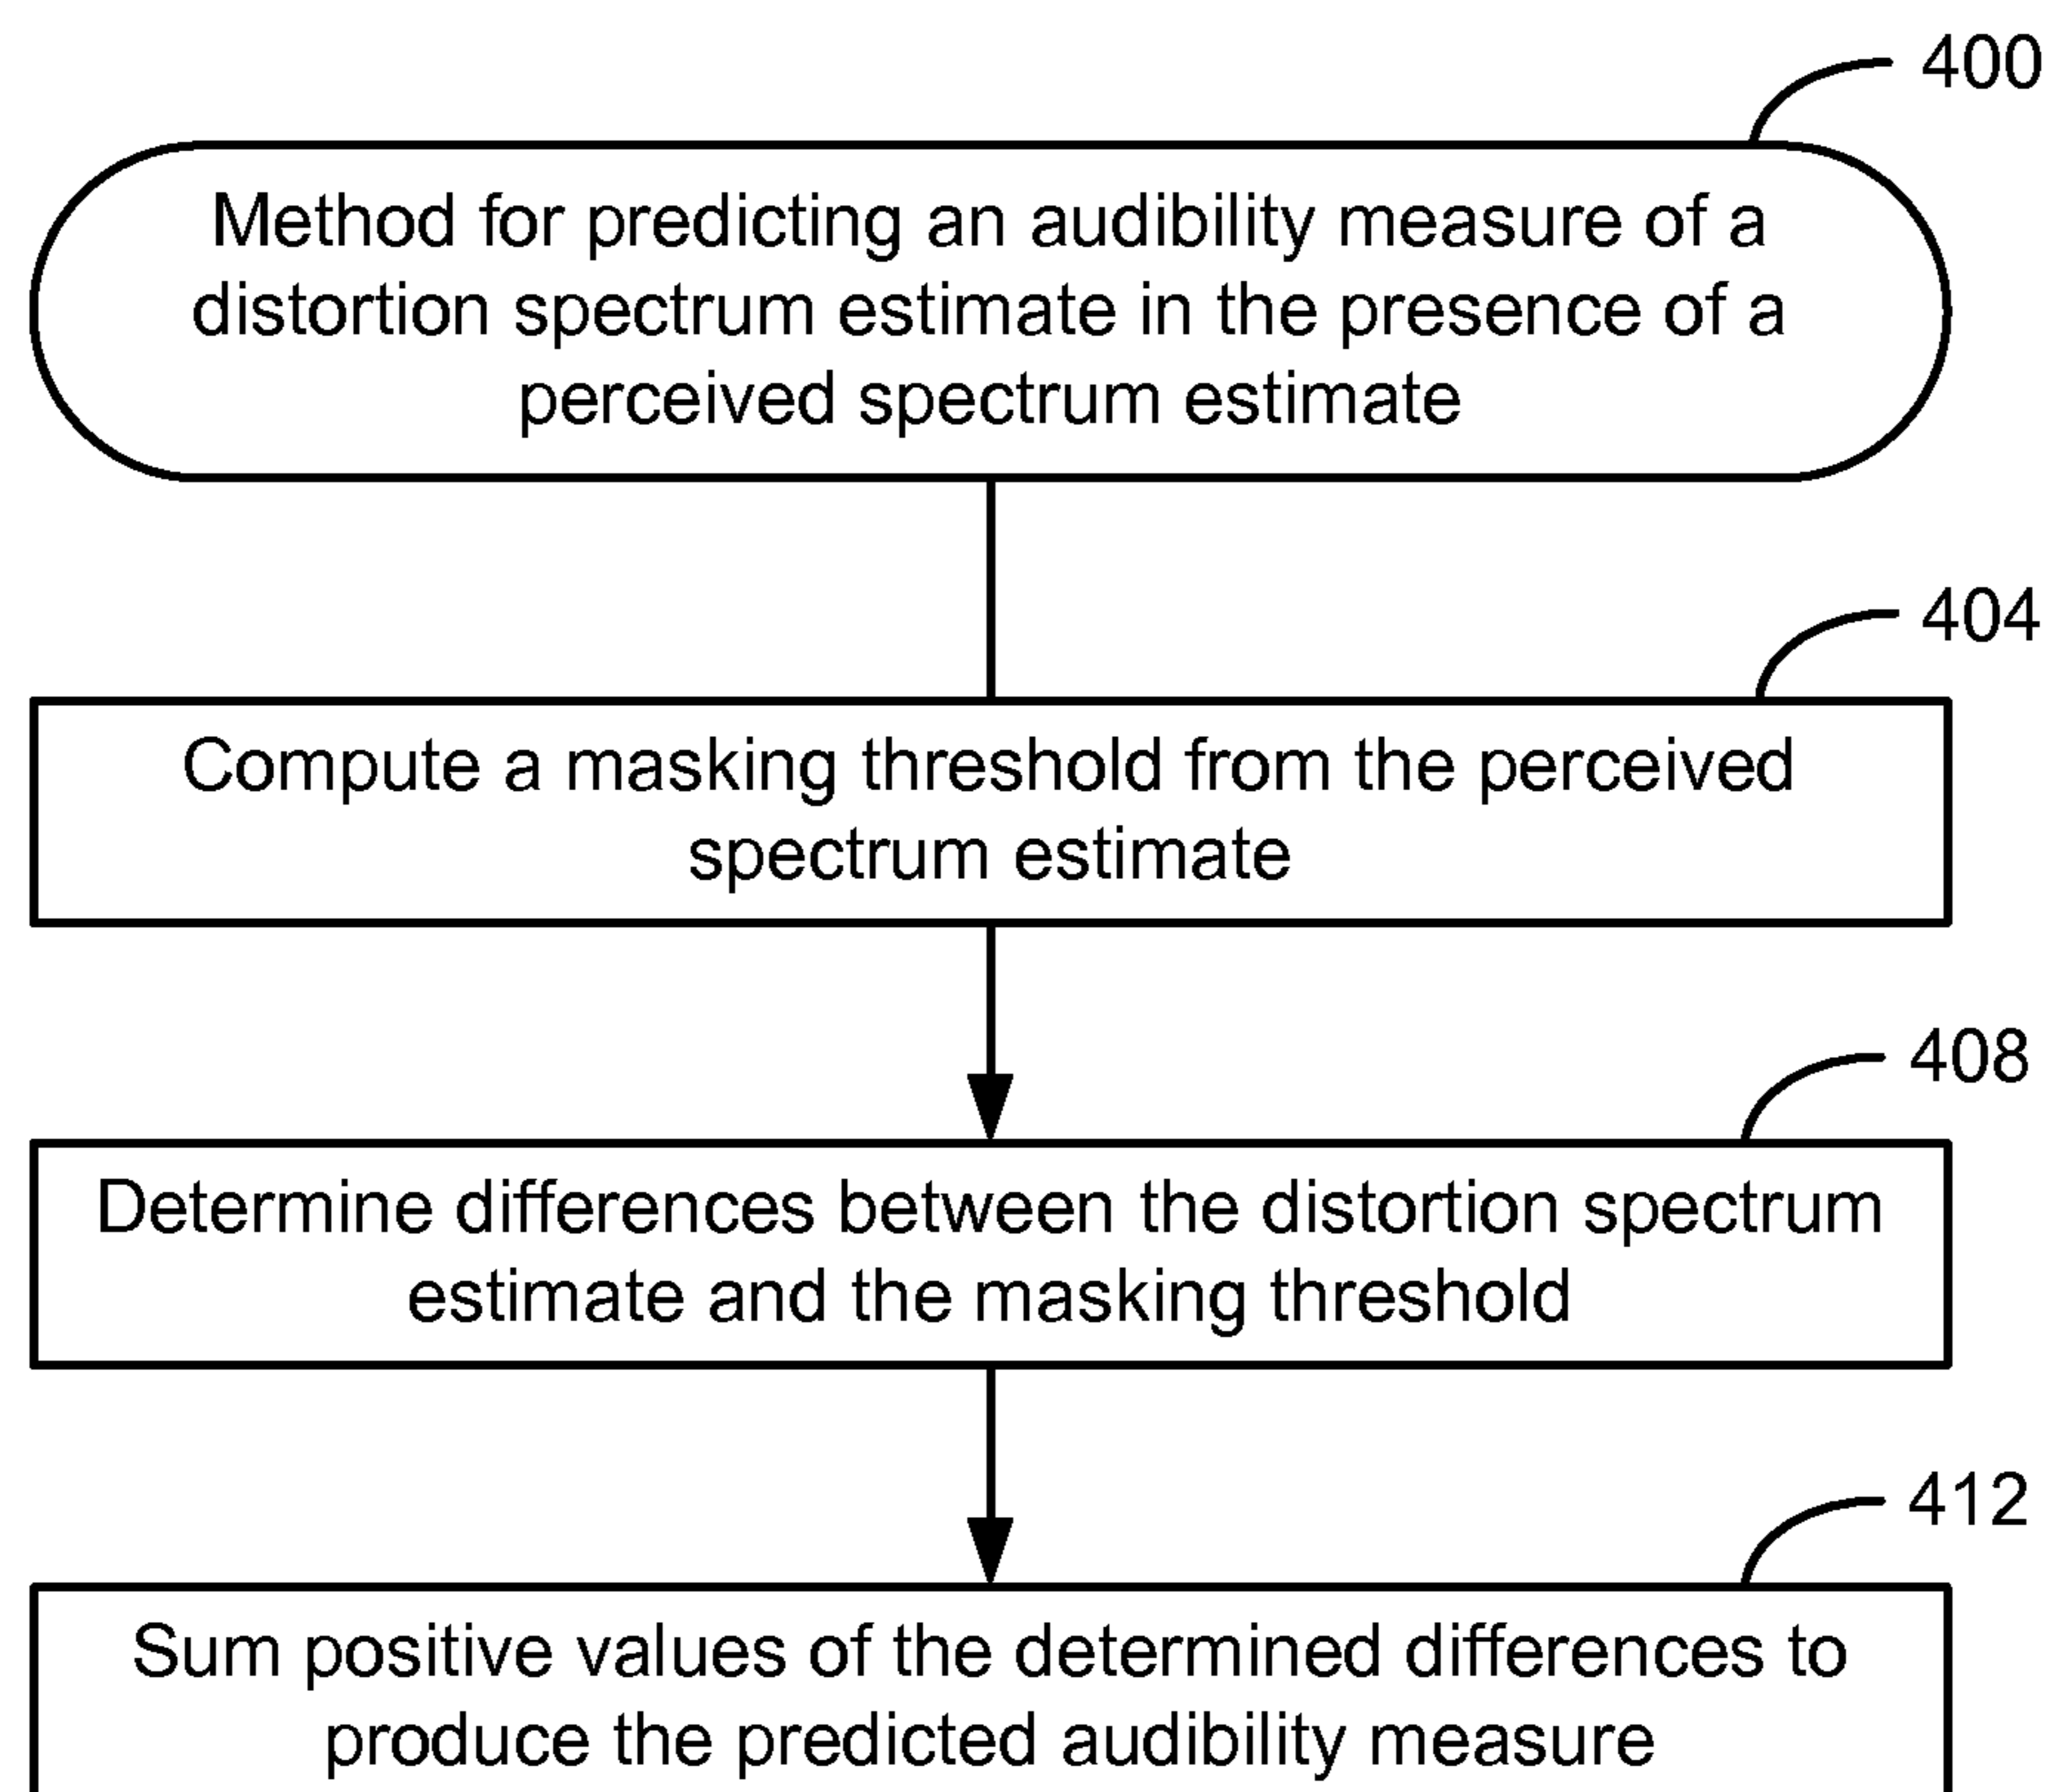 400
Method for predicting an audibility measure of a
distortion spectrum estimate in the presence of a
perceived spectrum estimate
404
Compute a masking threshold from the perceived
spectrum estimate
408
Determine differences between the distortion spectrum
estimate and the masking threshold
412
Sum positive values of the determined differences to
produce the predicted audibility measure